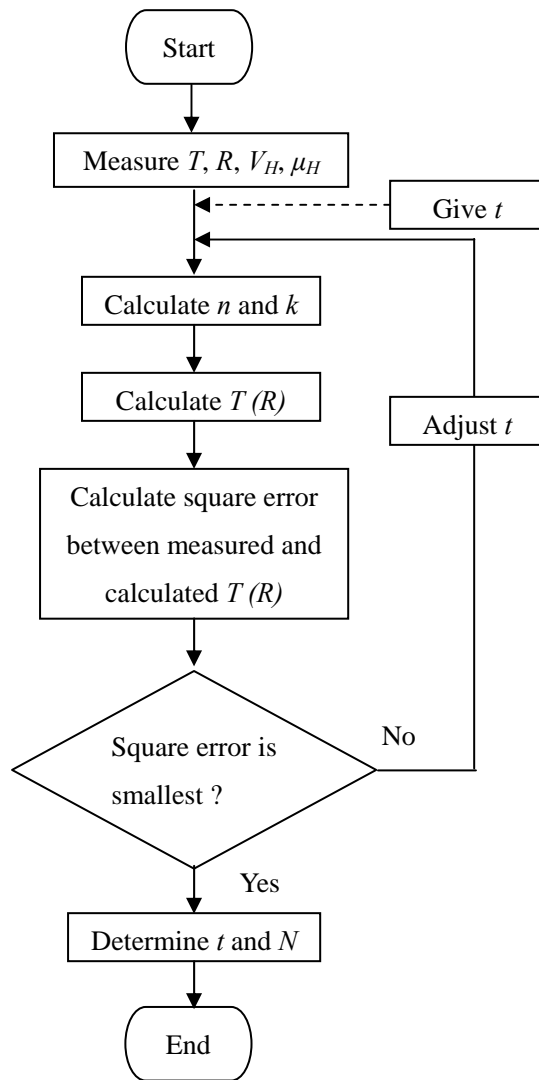 Start
Measure T, R, V_H, μ_H
Give t
Calculate n and k
Calculate T (R)
Adjust t
Calculate square error
between measured and
calculated T (R)
No
Square error is
smallest ?
Yes
Determine t and N
End